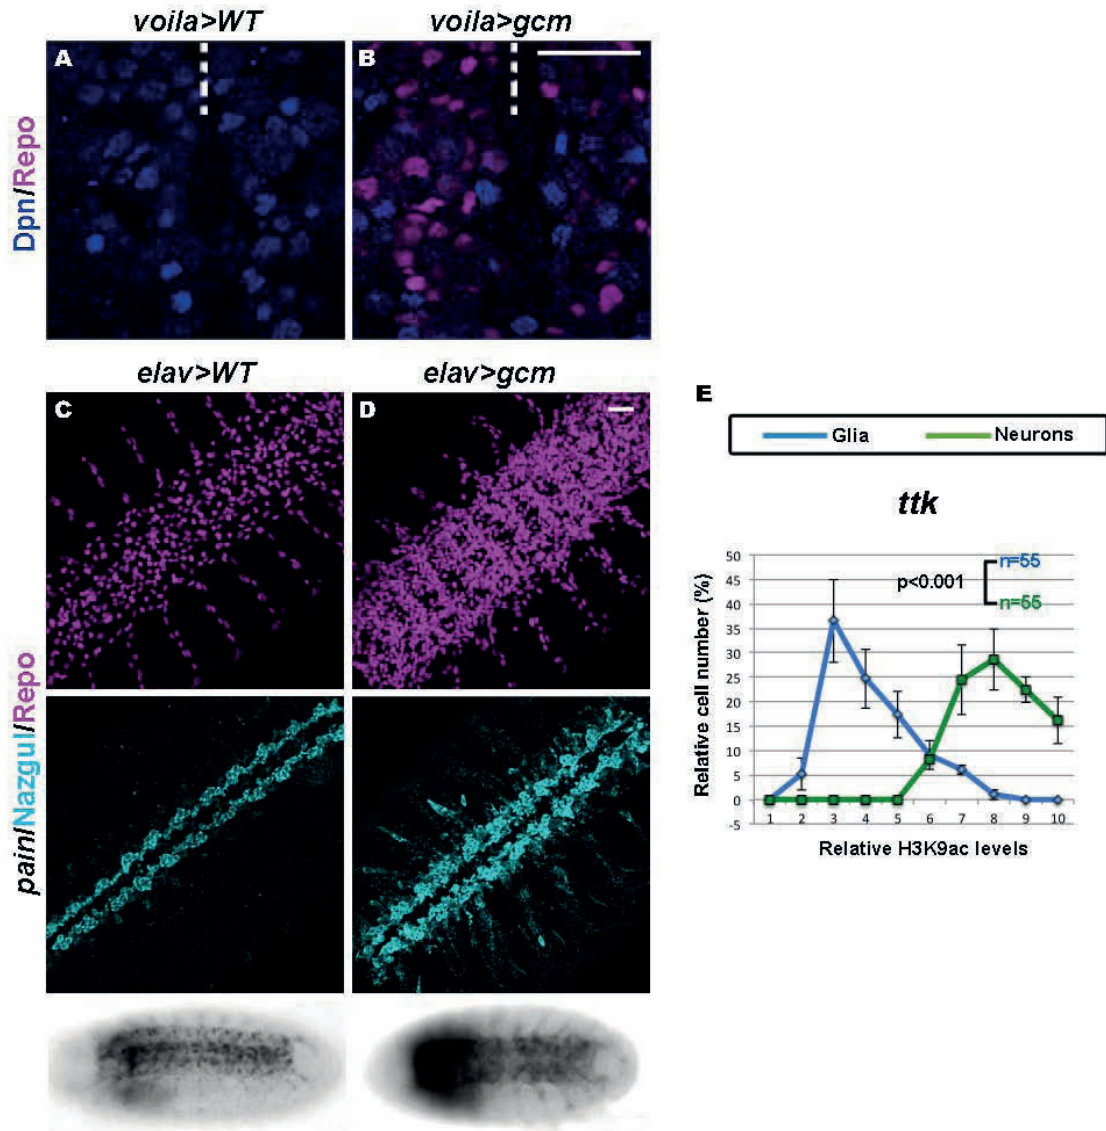 voila>WT voila>gcm
A B
Dpn/Repo
elav>WT elav>gcm
C D
pain/Nazgul/Repo
E
Glia Neurons
ttk
50
45
40
35
30
25
20
15
10
5
0
-5
Relative cell number (%)
p<0.001
n=55
n=55
1 2 3 4 5 6 7 8 9 10
Relative H3K9ac levels